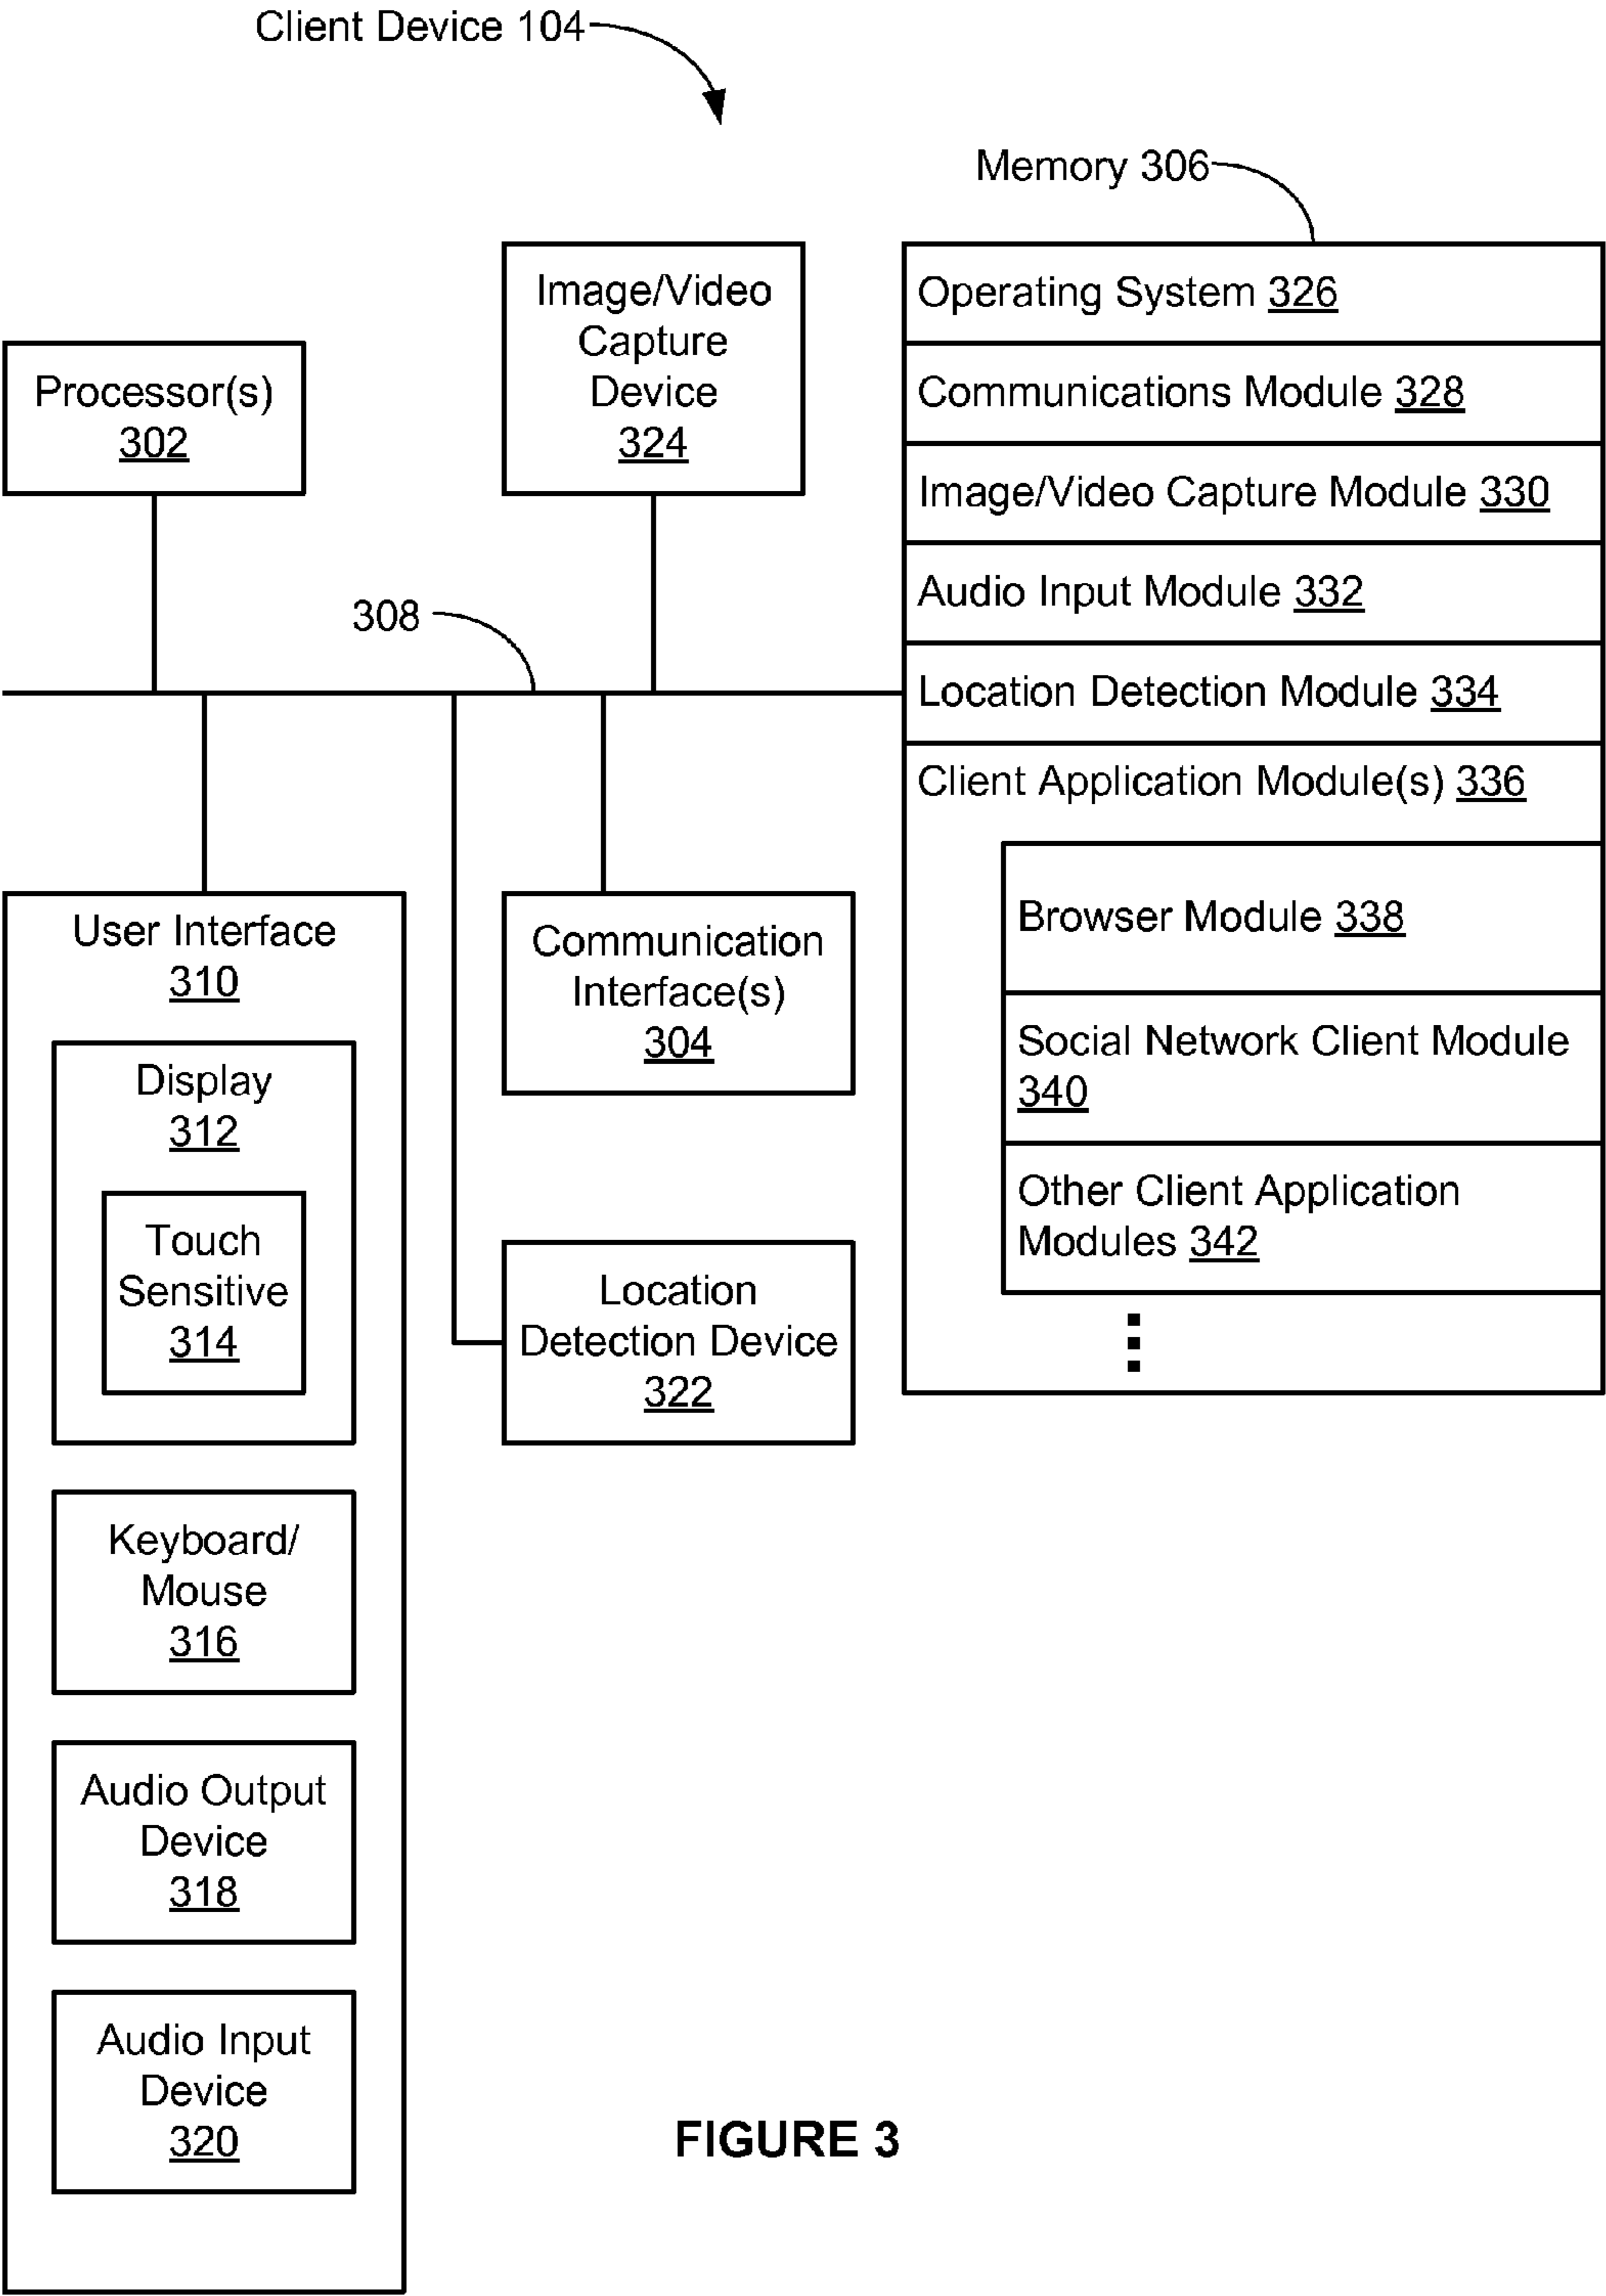 Client Device 104
Memory 306
Image/Video
Capture
Device
324
Processor(s)
302
308
Operating System 326
Communications Module 328
Image/Video Capture Module 330
Audio Input Module 332
Location Detection Module 334
Client Application Module(s) 336
Browser Module 338
Social Network Client Module
340
Other Client Application
Modules 342
User Interface
310
Display
312
Touch
Sensitive
314
Keyboard/
Mouse
316
Audio Output
Device
318
Audio Input
Device
320
Communication
Interface(s)
304
Location
Detection Device
322
FIGURE 3